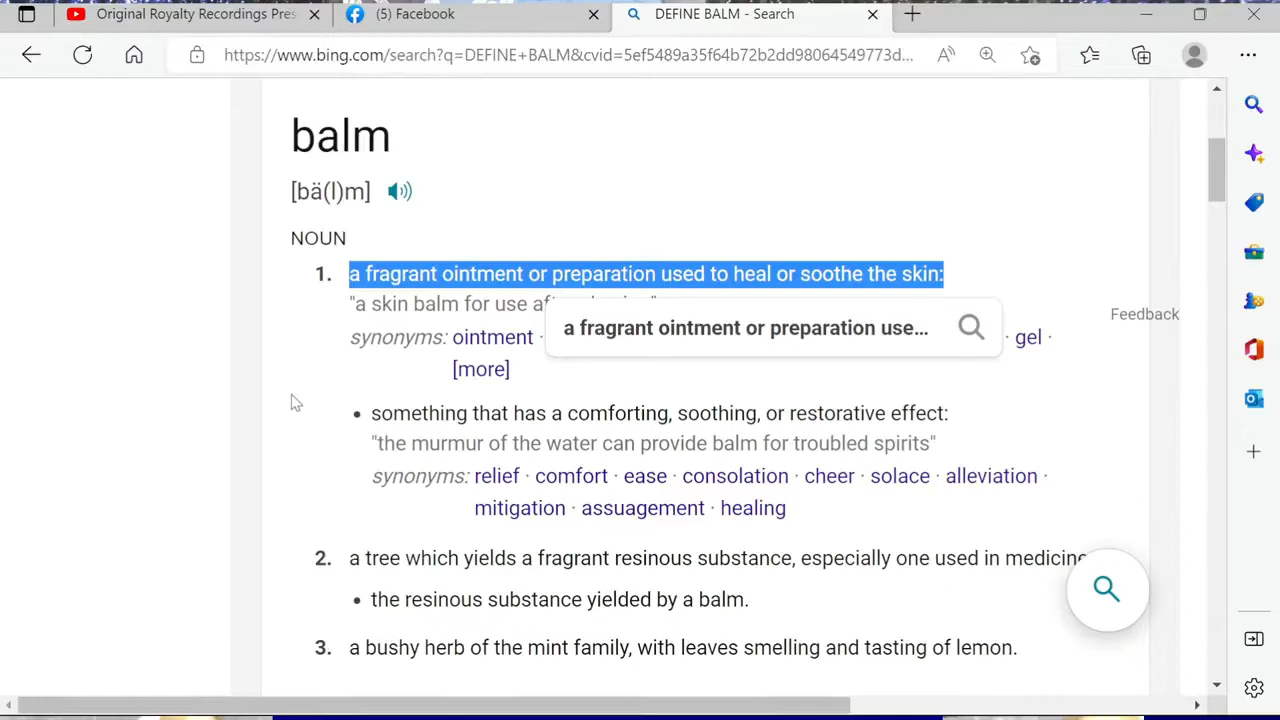 Original Royalty Recordings Pres
(5) Facebook
DEFINE BALM - Search
https://www.bing.com/search?q=DEFINE+BALM&cvid=5ef5489a35f64b72b2dd98064549773d...
balm
[bä(l)m]
NOUN
1. a fragrant ointment or preparation used to heal or soothe the skin:
"a skin balm for use
a fragrant ointment or preparation use...
Feedback
synonyms: ointment · · gel ·
[more]
• something that has a comforting, soothing, or restorative effect:
"the murmur of the water can provide balm for troubled spirits"
synonyms: relief · comfort · ease · consolation · cheer · solace · alleviation ·
mitigation · assuagement · healing
2. a tree which yields a fragrant resinous substance, especially one used in medicine
• the resinous substance yielded by a balm.
3. a bushy herb of the mint family, with leaves smelling and tasting of lemon.